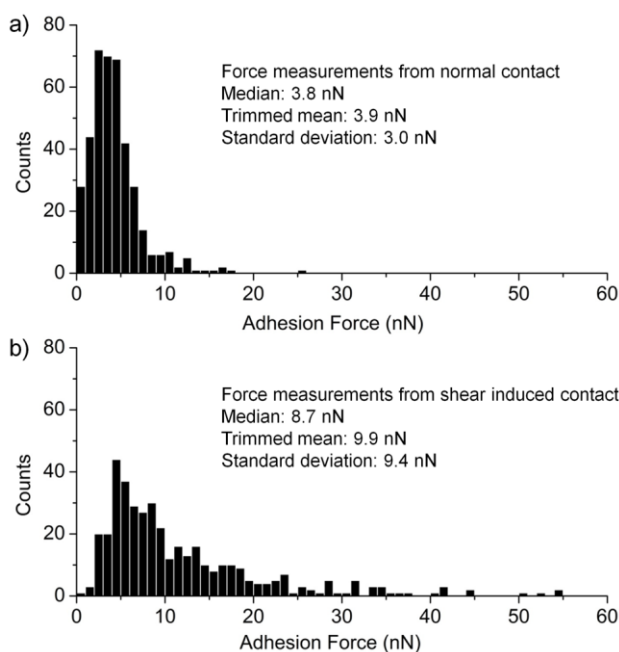 a)
80
60
40
20
0
Counts
Force measurements from normal contact
Median: 3.8 nN
Trimmed mean: 3.9 nN
Standard deviation: 3.0 nN
0 10 20 30 40 50 60
Adhesion Force (nN)
b)
80
60
40
20
0
Counts
Force measurements from shear induced contact
Median: 8.7 nN
Trimmed mean: 9.9 nN
Standard deviation: 9.4 nN
0 10 20 30 40 50 60
Adhesion Force (nN)